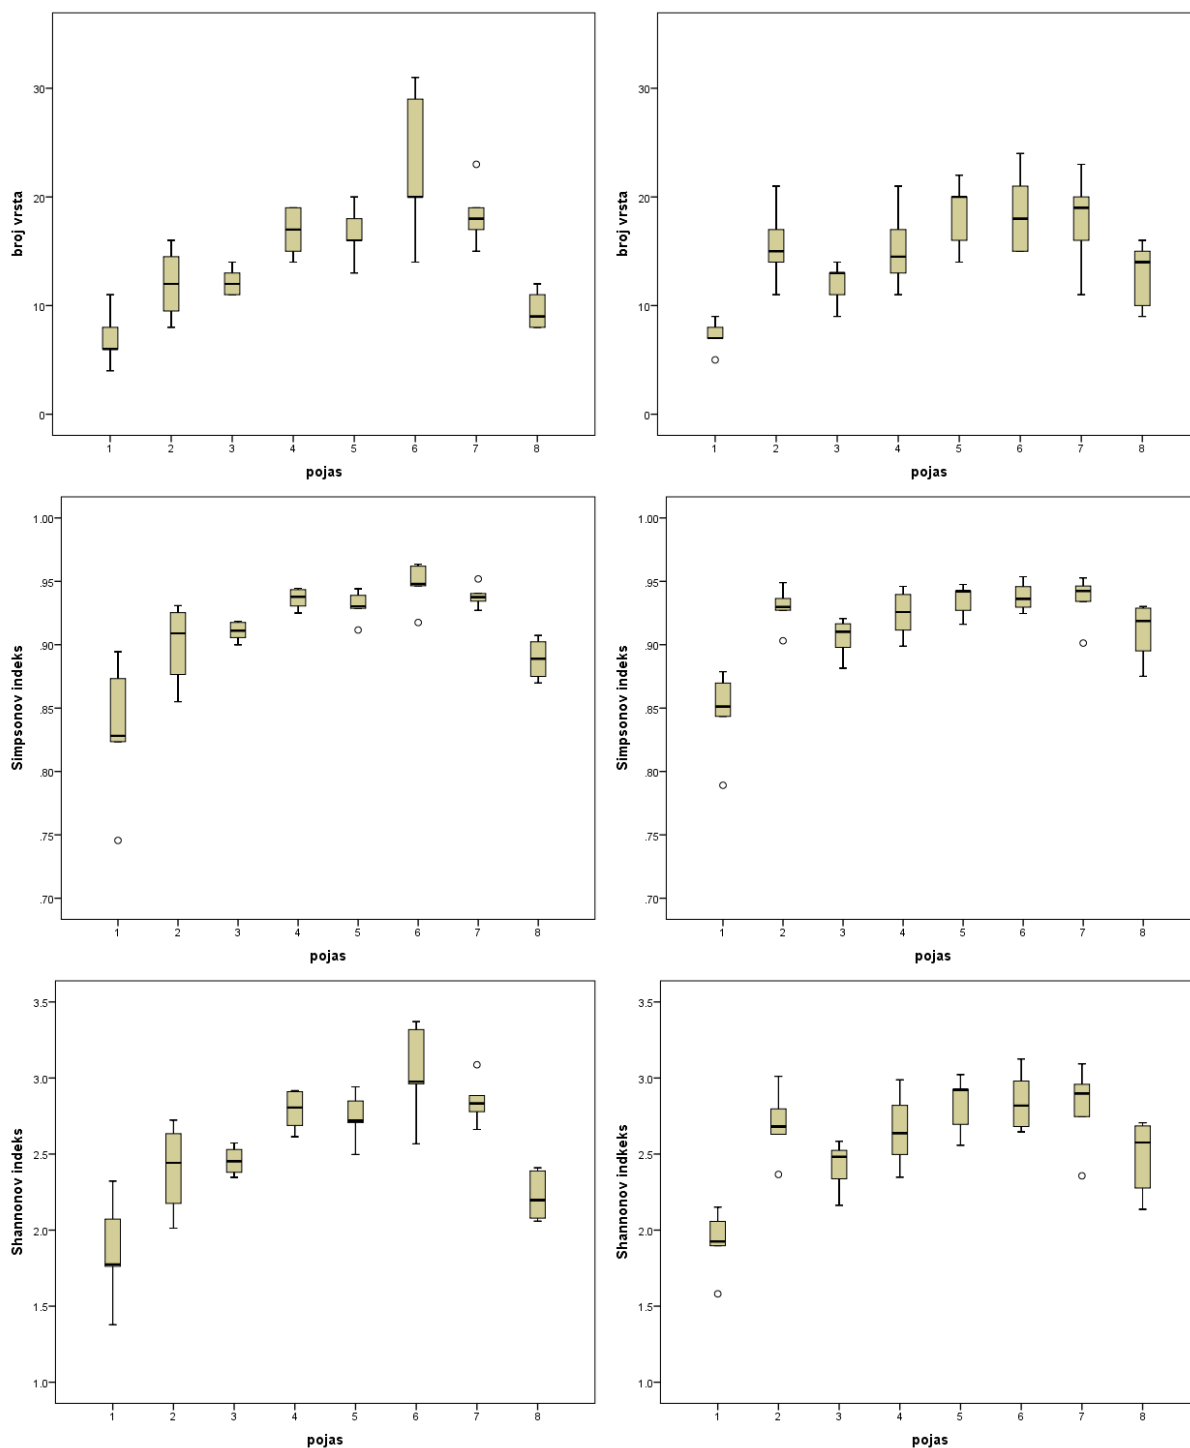 broj vrsta
30
20
10
0
1 2 3 4 5 6 7 8
pojas
broj vrsta
30
20
10
0
1 2 3 4 5 6 7 8
pojas
Simpsonov indeks
1.00
.95
.90
.85
.80
.75
.70
1 2 3 4 5 6 7 8
pojas
Simpsonov indeks
1.00
.95
.90
.85
.80
.75
.70
1 2 3 4 5 6 7 8
pojas
Shannonov indeks
3.5
3.0
2.5
2.0
1.5
1.0
1 2 3 4 5 6 7 8
pojas
Shannonov indkeks
3.5
3.0
2.5
2.0
1.5
1.0
1 2 3 4 5 6 7 8
pojas